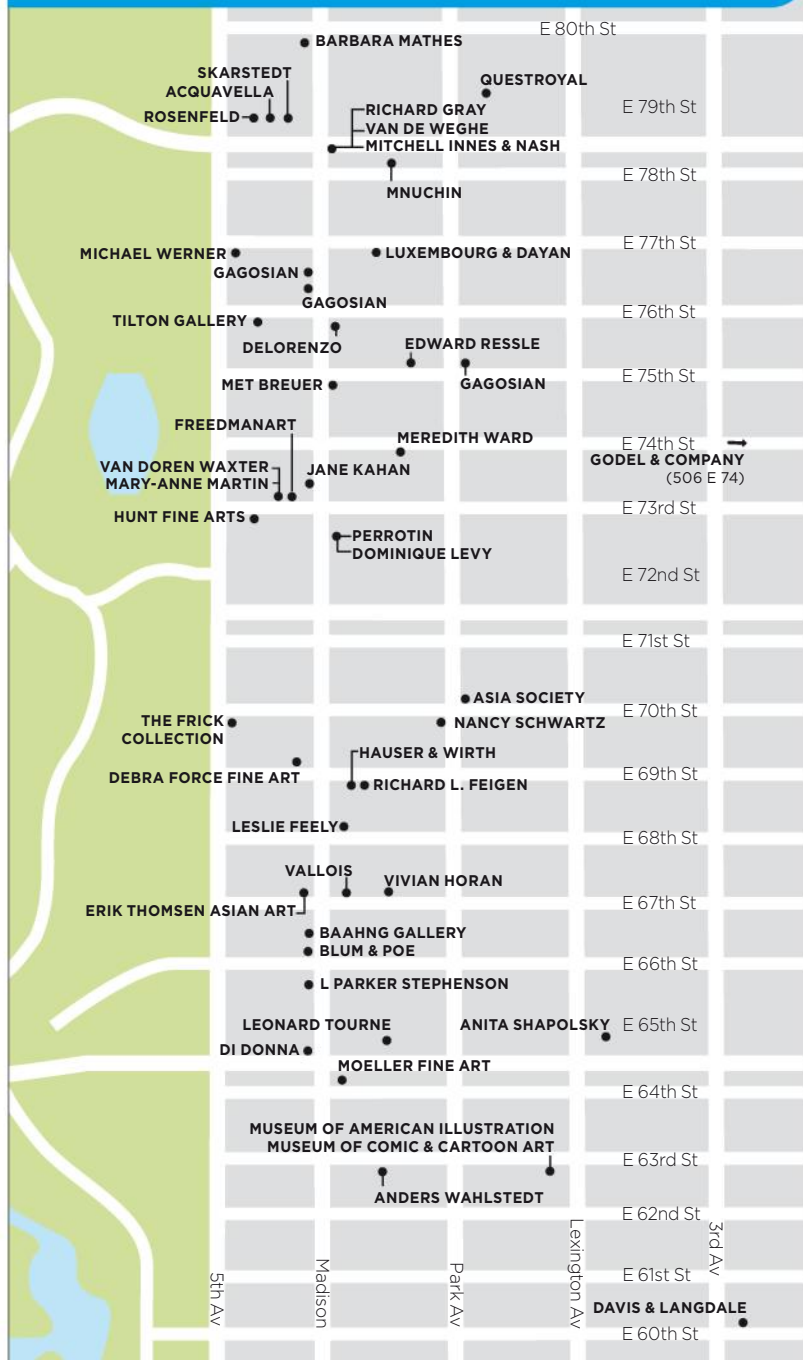 E 80th St
BARBARA MATHES
SKARSTEDT
ACQUAVELLA
ROSENFELD
QUESTROYAL
E 79th St
RICHARD GRAY
VAN DE WEGHE
MITCHELL INNES & NASH
E 78th St
MNUCHIN
E 77th St
MICHAEL WERNER
LUXEMBOURG & DAYAN
GAGOSIAN
GAGOSIAN
E 76th St
TILTON GALLERY
DELORENZO
EDWARD RESSLE
GAGOSIAN
E 75th St
MET BREUER
FREEDMANART
MEREDITH WARD
E 74th St
GODEL & COMPANY
(506 E 74)
VAN DOREN WAXTER
MARY-ANNE MARTIN
JANE KAHAN
E 73rd St
HUNT FINE ARTS
PERROTIN
DOMINIQUE LEVY
E 72nd St
E 71st St
ASIA SOCIETY
E 70th St
THE FRICK
COLLECTION
NANCY SCHWARTZ
HAUSER & WIRTH
DEBRA FORCE FINE ART
RICHARD L. FEIGEN
E 69th St
LESLIE FEELY
E 68th St
VALLOIS
VIVIAN HORAN
ERIK THOMSEN ASIAN ART
E 67th St
BAAHNG GALLERY
BLUM & POE
E 66th St
L PARKER STEPHENSON
LEONARD TOURNE
ANITA SHAPOLSKY
E 65th St
DI DONNA
MOELLER FINE ART
E 64th St
MUSEUM OF AMERICAN ILLUSTRATION
MUSEUM OF COMIC & CARTOON ART
E 63rd St
ANDERS WAHLSTEDT
E 62nd St
5th Av
Madison
Park Av
Lexington Av
3rd Av
E 61st St
DAVIS & LANGDALE
E 60th St